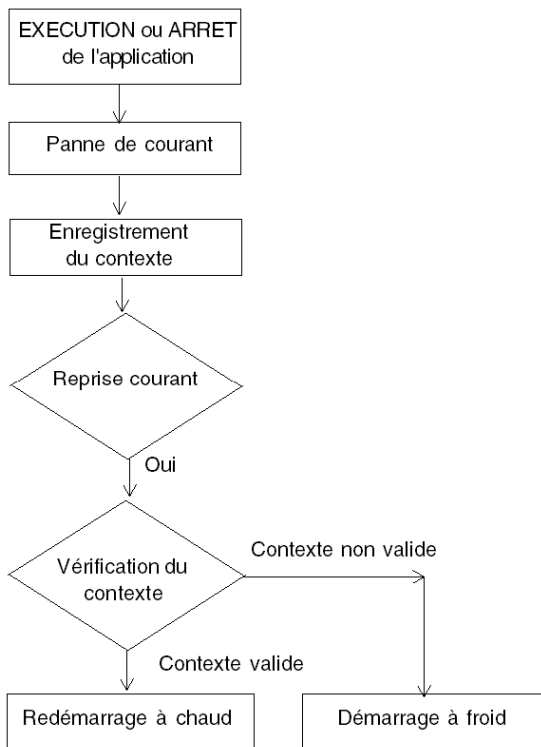 EXECUTION ou ARRET
de l'application
Panne de courant
Enregistrement
du contexte
Reprise courant
Oui
Contexte non valide
Vérification du
contexte
Contexte valide
Redémarrage à chaud
Démarrage à froid